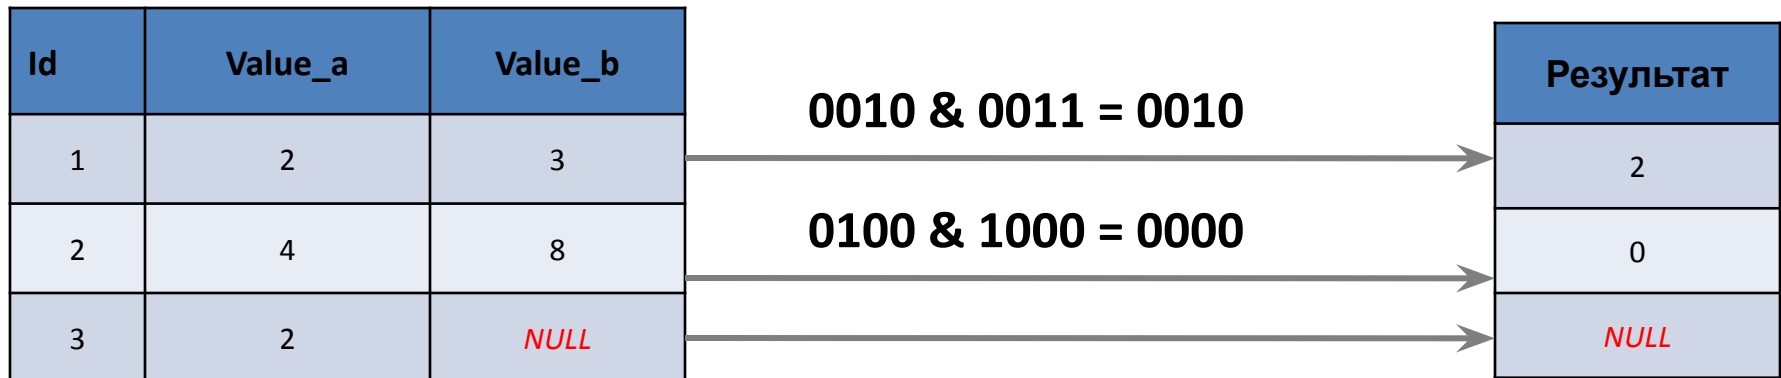 Id Value_a Value_b
1 2 3
2 4 8
3 2 NULL
0010 & 0011 = 0010
0100 & 1000 = 0000
Результат
2
0
NULL